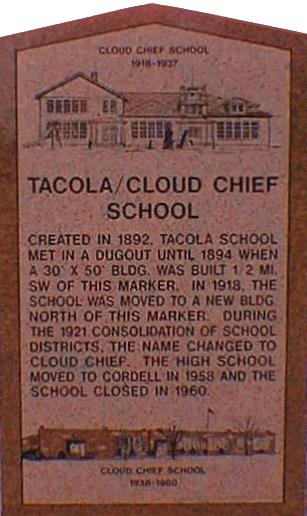 CLOUD CHIEF SCHOOL
1918-1937
TACOLA/CLOUD CHIEF
SCHOOL
CREATED IN 1892, TACOLA SCHOOL
MET IN A DUGOUT UNTIL 1894 WHEN
A 30' X 50' BLDG. WAS BUILT 1/2 MI.
SW OF THIS MARKER. IN 1918, THE
SCHOOL WAS MOVED TO A NEW BLDG.
NORTH OF THIS MARKER. DURING
THE 1921 CONSOLIDATION OF SCHOOL
DISTRICTS, THE NAME CHANGED TO
CLOUD CHIEF. THE HIGH SCHOOL
MOVED TO CORDELL IN 1958 AND THE
SCHOOL CLOSED IN 1960.
CLOUD CHIEF SCHOOL
1938-1960